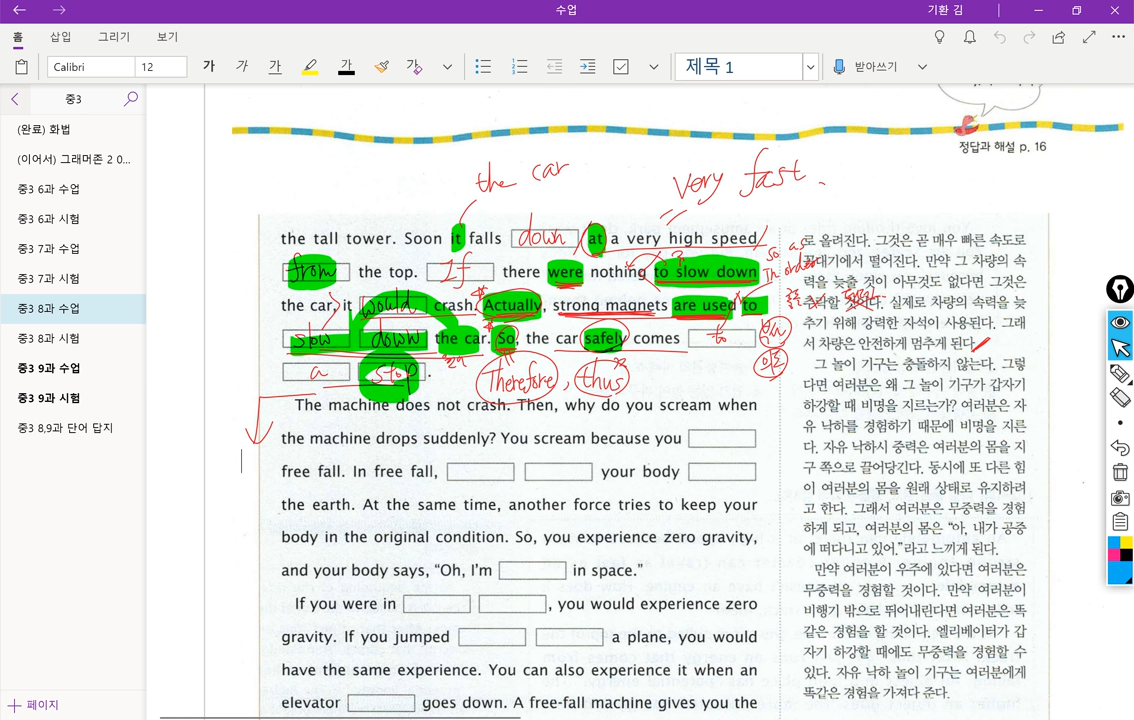 수업
기환 김
홈 삽입 그리기 보기
Calibri 12 가 가 가 가 가 제목 1 받아쓰기
중3
(완료) 화법
(이어서) 그래머존 2 0...
중3 6과 수업
중3 6과 시험
중3 7과 수업
중3 7과 시험
중3 8과 수업
중3 8과 시험
중3 9과 수업
중3 9과 시험
중3 8,9과 단어 답지
페이지
정답과 해설 p. 16
the car
very fast.
the tall tower. Soon it falls down at a very high speed
so as
from the top. If there were nothing to slow down
In order
the car, it would crash. Actually, strong magnets are used to
slow down the car. So, the car safely comes to
a stop.
Therefore, thus
The machine does not crash. Then, why do you scream when
the machine drops suddenly? You scream because you
free fall. In free fall, your body
the earth. At the same time, another force tries to keep your
body in the original condition. So, you experience zero gravity,
and your body says, “Oh, I’m in space.”
If you were in , you would experience zero
gravity. If you jumped a plane, you would
have the same experience. You can also experience it when an
elevator goes down. A free-fall machine gives you the
로 올려진다. 그것은 곧 매우 빠른 속도로
꼭대기에서 떨어진다. 만약 그 차량의 속
력을 늦출 것이 아무것도 없다면 그것은
추락할 것이다. 실제로 차량의 속력을 늦
추기 위해 강력한 자석이 사용된다. 그래
서 차량은 안전하게 멈추게 된다.
그 놀이 기구는 충돌하지 않는다. 그렇
다면 여러분은 왜 그 놀이 기구가 갑자기
하강할 때 비명을 지르는가? 여러분은 자
유 낙하를 경험하기 때문에 비명을 지른
다. 자유 낙하시 중력은 여러분의 몸을 지
구 쪽으로 끌어당긴다. 동시에 또 다른 힘
이 여러분의 몸을 원래 상태로 유지하려
고 한다. 그래서 여러분은 무중력을 경험
하게 되고, 여러분의 몸은 “아, 내가 공중
에 떠다니고 있어.”라고 느끼게 된다.
만약 여러분이 우주에 있다면 여러분은
무중력을 경험할 것이다. 만약 여러분이
비행기 밖으로 뛰어내린다면 여러분은 똑
같은 경험을 할 것이다. 엘리베이터가 갑
자기 하강할 때에도 무중력을 경험할 수
있다. 자유 낙하 놀이 기구는 여러분에게
똑같은 경험을 가져다 준다.